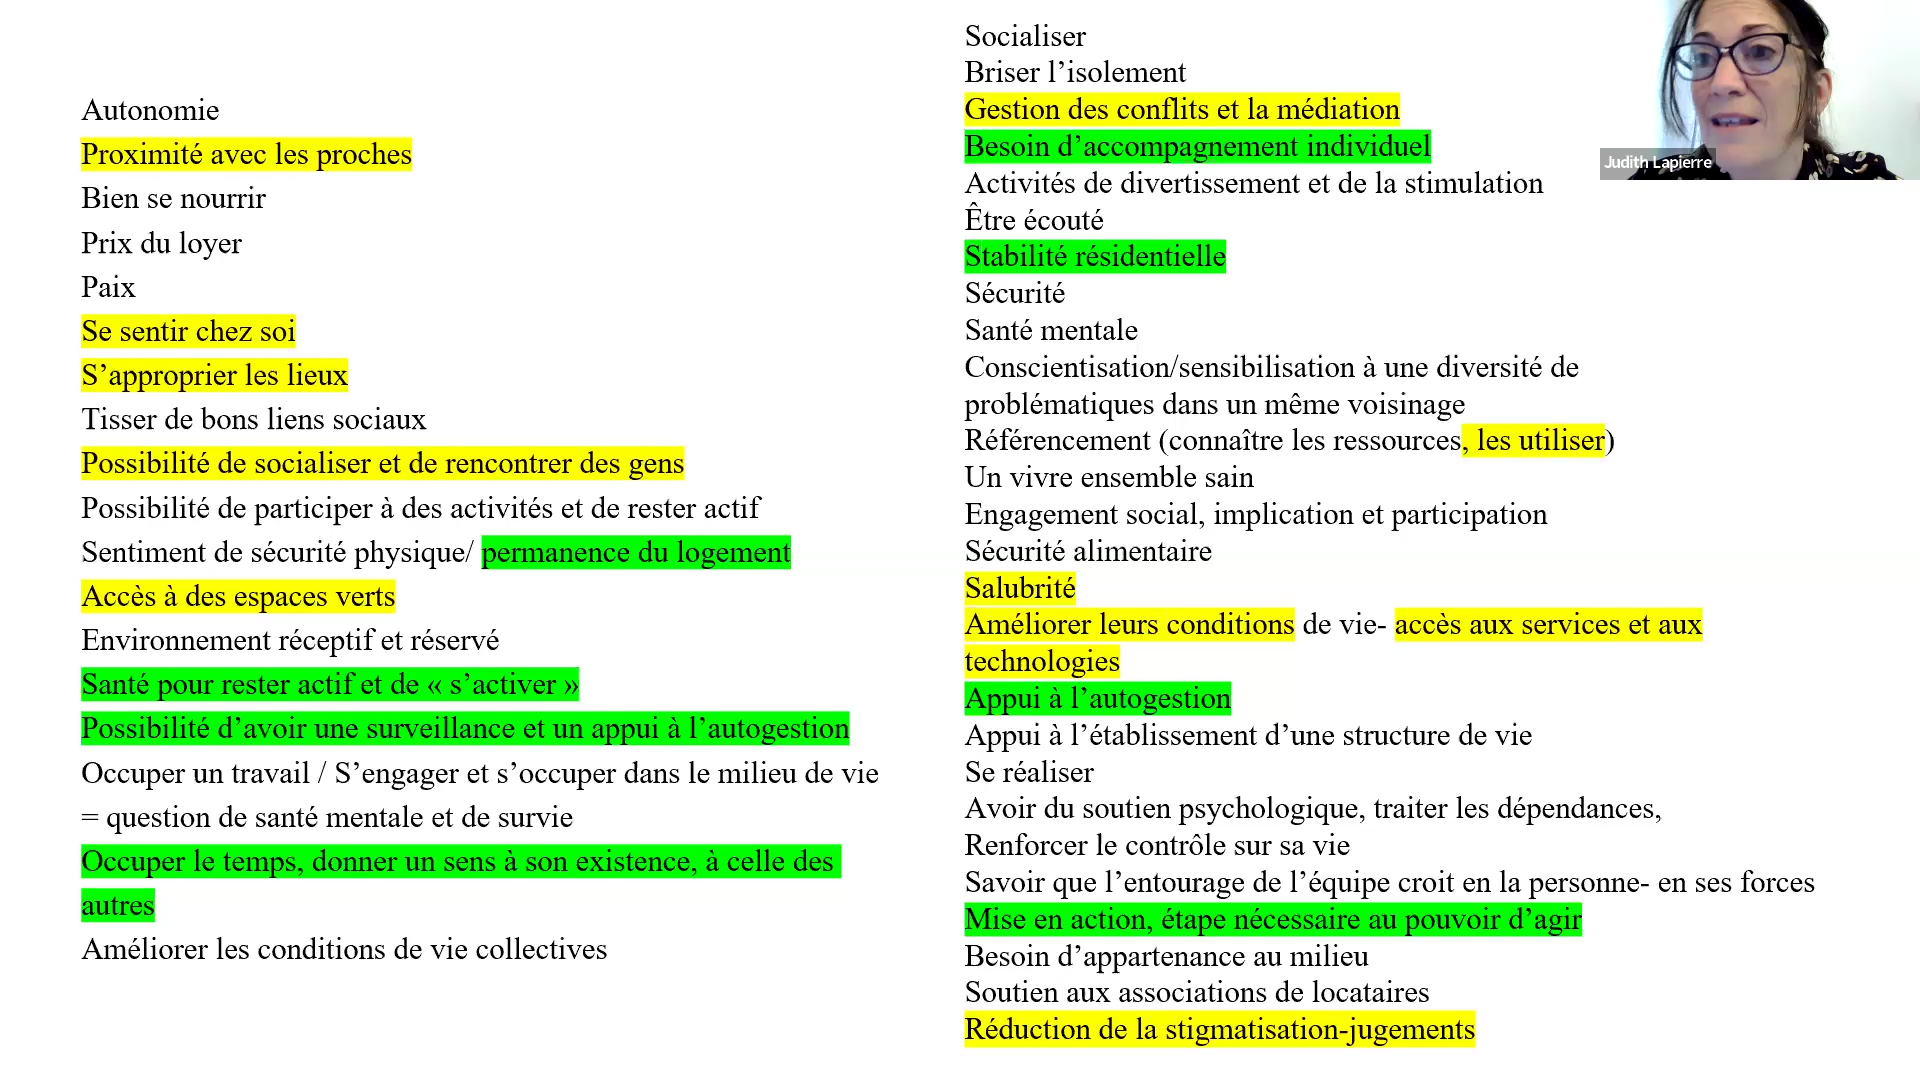 Autonomie
Proximité avec les proches
Bien se nourrir
Prix du loyer
Paix
Se sentir chez soi
S’approprier les lieux
Tisser de bons liens sociaux
Possibilité de socialiser et de rencontrer des gens
Possibilité de participer à des activités et de rester actif
Sentiment de sécurité physique/ permanence du logement
Accès à des espaces verts
Environnement réceptif et réservé
Santé pour rester actif et de « s’activer »
Possibilité d’avoir une surveillance et un appui à l’autogestion
Occuper un travail / S’engager et s’occuper dans le milieu de vie
= question de santé mentale et de survie
Occuper le temps, donner un sens à son existence, à celle des
autres
Améliorer les conditions de vie collectives
Socialiser
Briser l’isolement
Gestion des conflits et la médiation
Besoin d’accompagnement individuel
Activités de divertissement et de la stimulation
Être écouté
Stabilité résidentielle
Sécurité
Santé mentale
Conscientisation/sensibilisation à une diversité de
problématiques dans un même voisinage
Référencement (connaître les ressources, les utiliser)
Un vivre ensemble sain
Engagement social, implication et participation
Sécurité alimentaire
Salubrité
Améliorer leurs conditions de vie- accès aux services et aux
technologies
Appui à l’autogestion
Appui à l’établissement d’une structure de vie
Se réaliser
Avoir du soutien psychologique, traiter les dépendances,
Renforcer le contrôle sur sa vie
Savoir que l’entourage de l’équipe croit en la personne- en ses forces
Mise en action, étape nécessaire au pouvoir d’agir
Besoin d’appartenance au milieu
Soutien aux associations de locataires
Réduction de la stigmatisation-jugements
Judith Lapierre